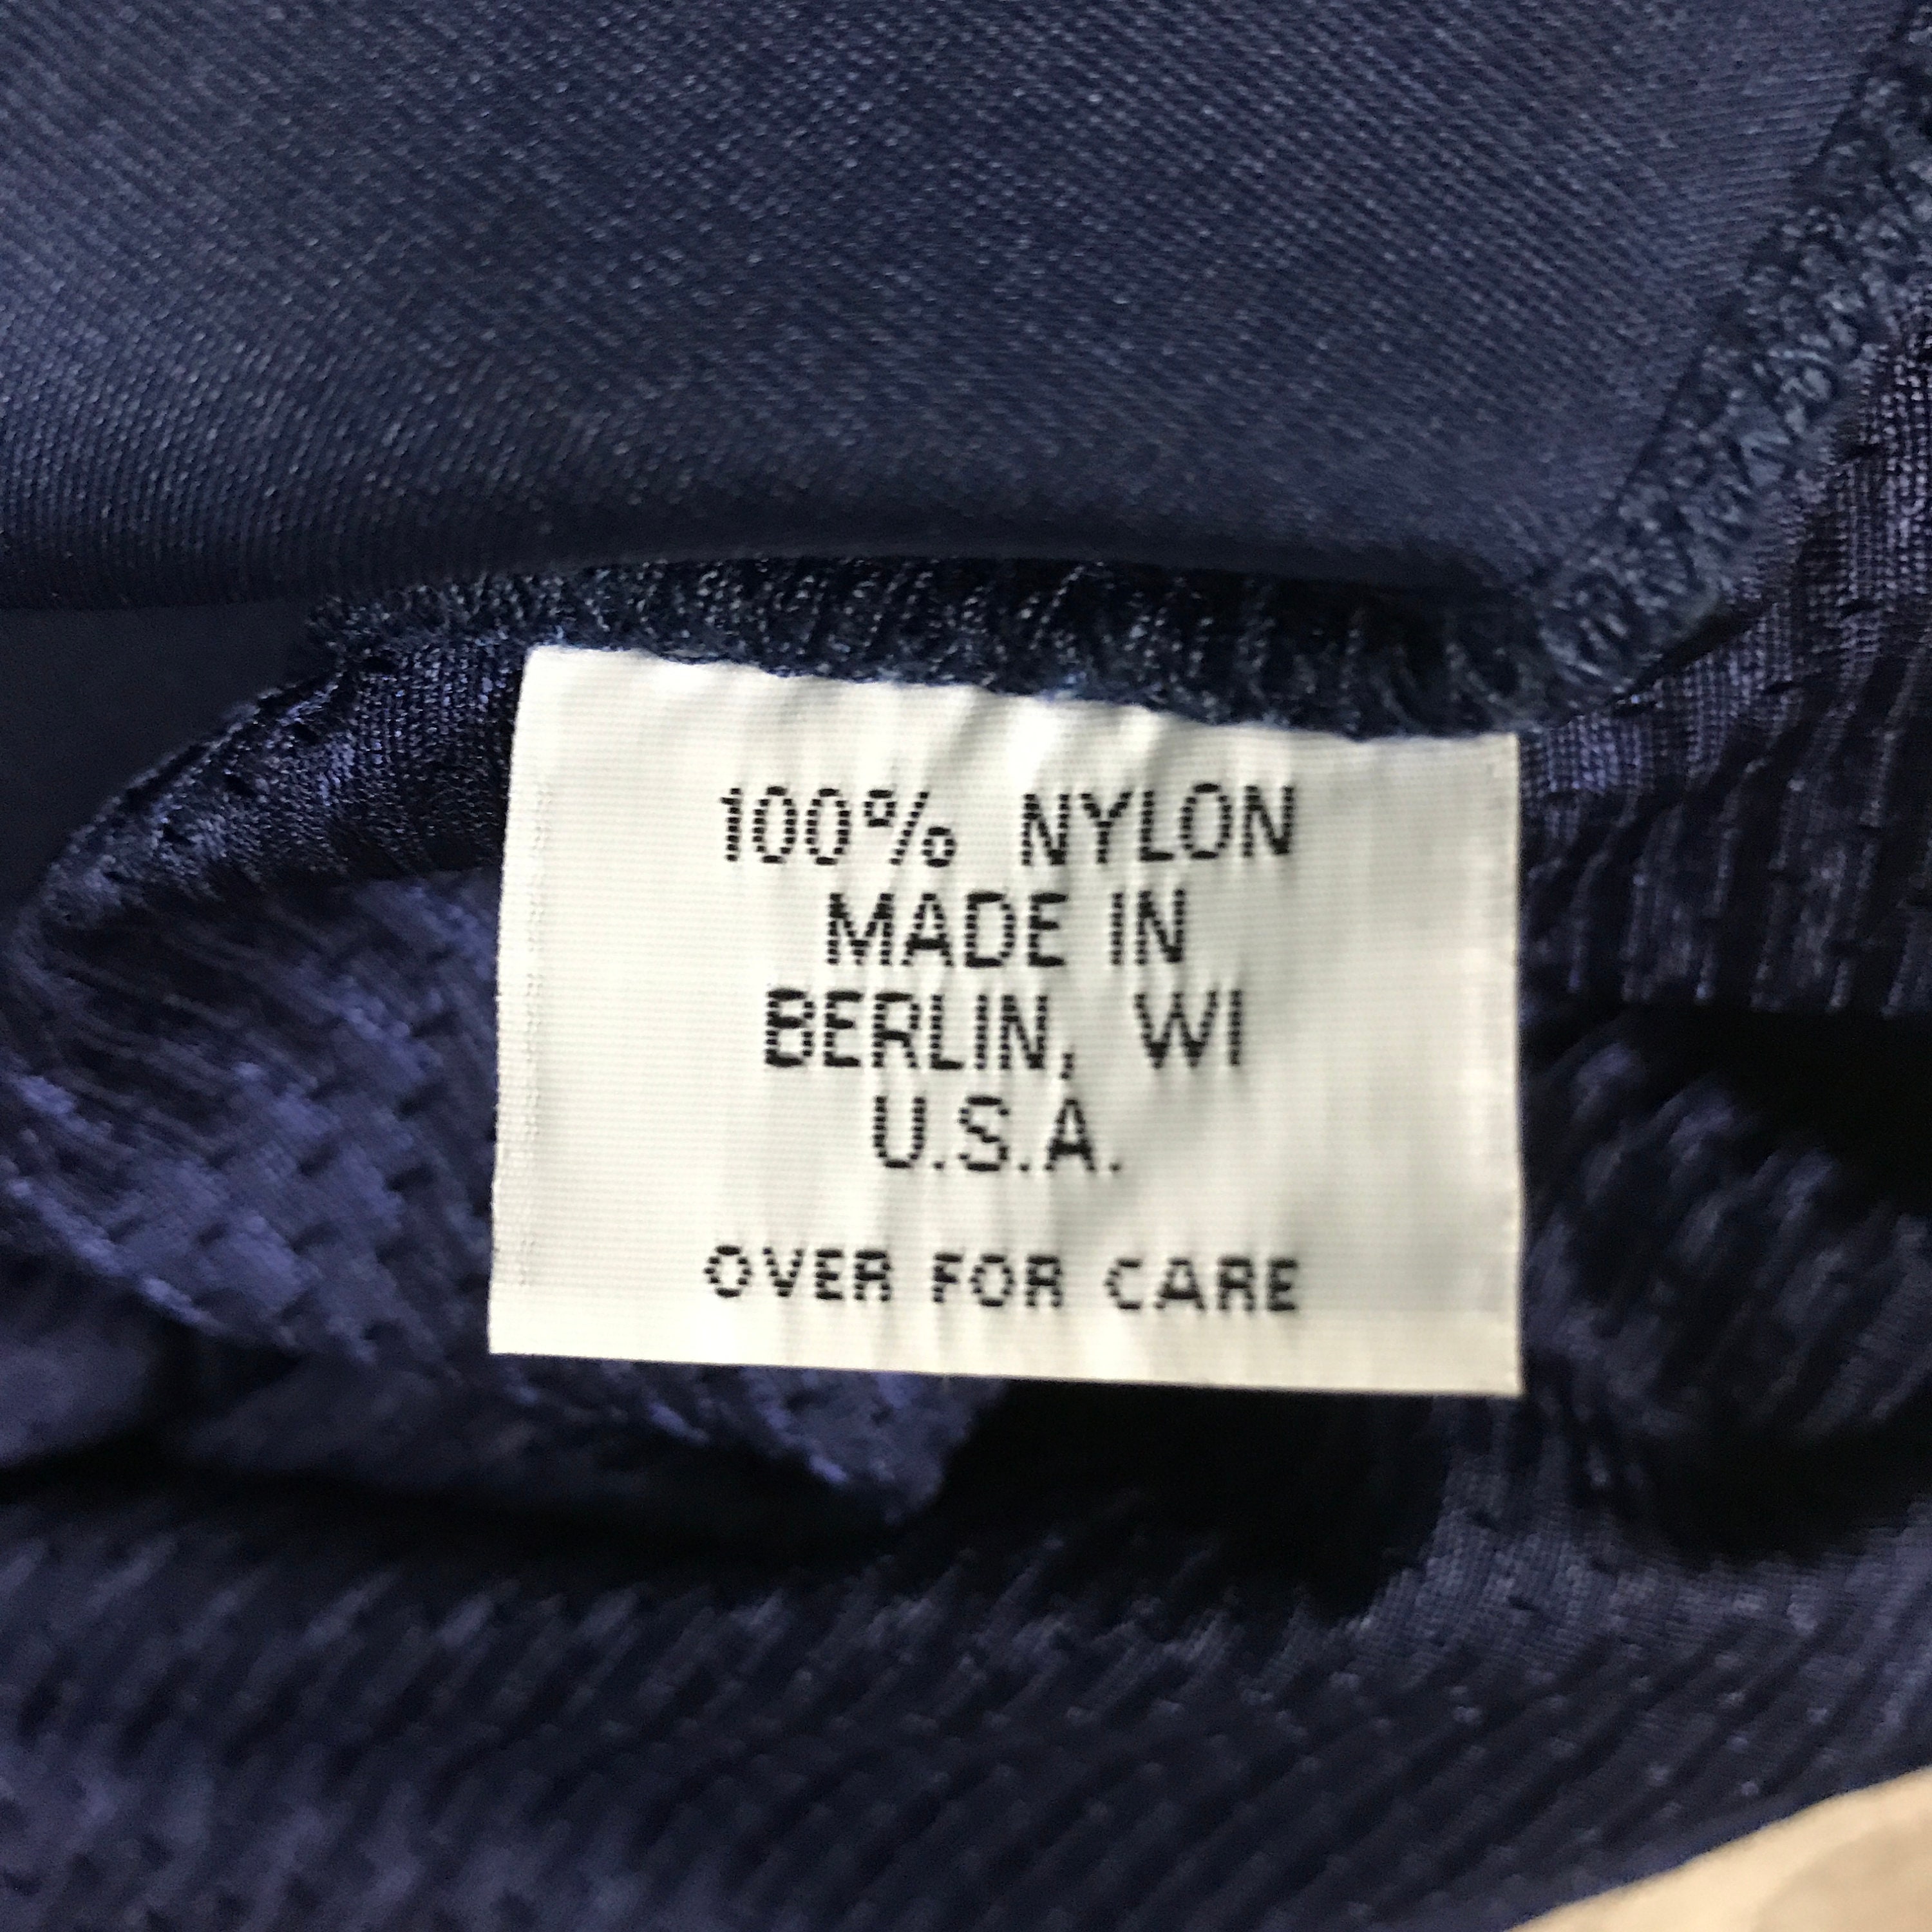 100% NYLON
MADE IN
BERLIN, WI
U.S.A.
OVER FOR CARE